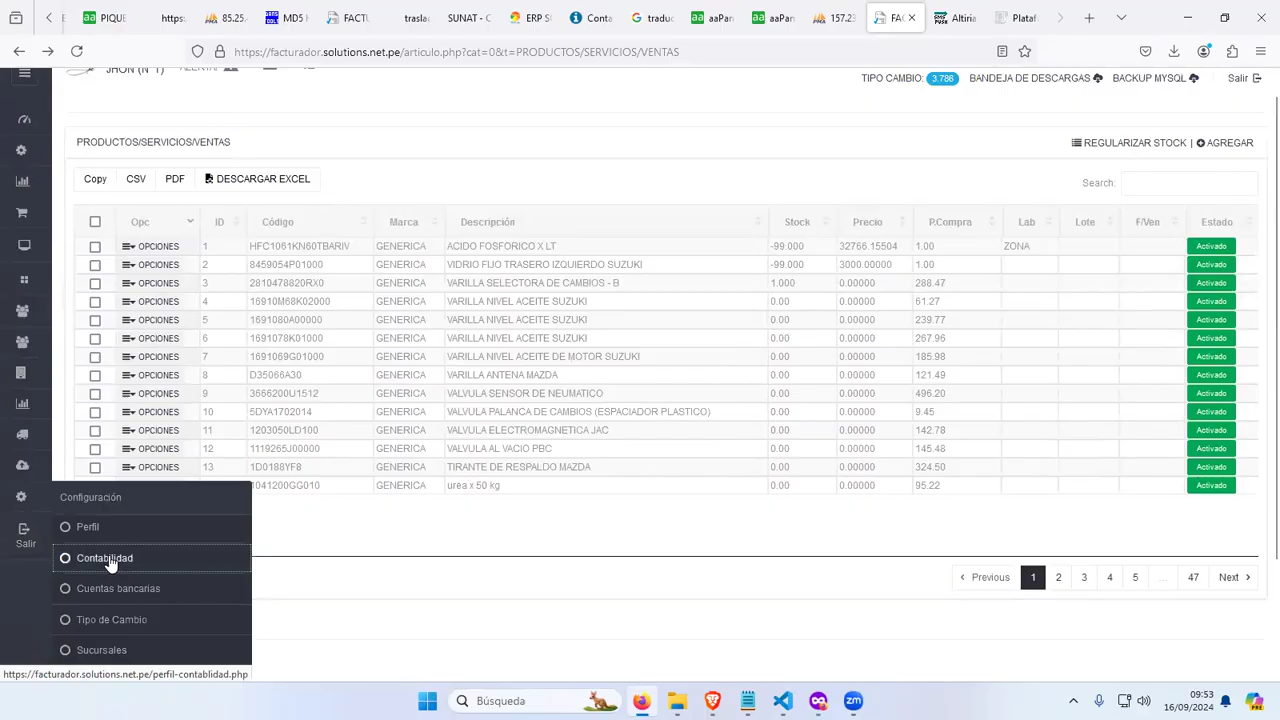 PIQUE
https:
85.25.
MD5 H
FACTU
traslac
SUNAT - C
ERP S
Conta
traduc
aaPan
aaPan
157.23
FAC
Altiria
Plataf
https://facturador.solutions.net.pe/articulo.php?cat=0&t=PRODUCTOS/SERVICIOS/VENTAS
JHON (N°1)
TIPO CAMBIO: 3.786 BANDEJA DE DESCARGAS BACKUP MYSQL Salir
PRODUCTOS/SERVICIOS/VENTAS
REGULARIZAR STOCK | AGREGAR
Copy CSV PDF DESCARGAR EXCEL
Search:
Opc ID Código Marca Descripción Stock Precio P.Compra Lab Lote F/Ven Estado
OPCIONES 1 HFC1061KN60TBARIV GENERICA ACIDO FOSFORICO X LT -99.000 32766.15504 1.00 ZONA Activado
OPCIONES 2 8459054P01000 GENERICA VIDRIO FIJO TRASERO IZQUIERDO SUZUKI -99.000 3000.00000 1.00 Activado
OPCIONES 3 2810478820RX0 GENERICA VARILLA SELECTORA DE CAMBIOS - B 1.000 0.00000 288.47 Activado
OPCIONES 4 16910M68K02000 GENERICA VARILLA NIVEL ACEITE SUZUKI 0.00 0.00000 51.27 Activado
OPCIONES 5 1691080A00000 GENERICA VARILLA NIVEL ACEITE SUZUKI 0.00 0.00000 239.77 Activado
OPCIONES 6 1691078K01000 GENERICA VARILLA NIVEL ACEITE SUZUKI 0.00 0.00000 267.96 Activado
OPCIONES 7 1691069G01000 GENERICA VARILLA NIVEL ACEITE DE MOTOR SUZUKI 0.00 0.00000 185.98 Activado
OPCIONES 8 D35066A30 GENERICA VARILLA ANTENA MAZDA 0.00 0.00000 121.49 Activado
OPCIONES 9 3666200U1512 GENERICA VALVULA SENSOR DE NEUMATICO 0.00 0.00000 496.20 Activado
OPCIONES 10 5DYA1702014 GENERICA VALVULA PALANCA DE CAMBIOS (ESPACIADOR PLASTICO) 0.00 0.00000 9.45 Activado
OPCIONES 11 1203050LD100 GENERICA VALVULA ELECTROMAGNETICA JAC 0.00 0.00000 142.78 Activado
OPCIONES 12 1119265J00000 GENERICA VALVULA AL VACIO PBC 0.00 0.00000 145.48 Activado
OPCIONES 13 1D0188YF8 GENERICA TIRANTE DE RESPALDO MAZDA 0.00 0.00000 324.50 Activado
1041200GG010 GENERICA urea x 50 kg 0.00 0.00000 95.22 Activado
Configuración
Perfil
Contabilidad
Cuentas bancarias
Tipo de Cambio
Sucursales
Salir
Previous 1 2 3 4 5 ... 47 Next
https://facturador.solutions.net.pe/perfil-contablidad.php
Búsqueda
09:53
16/09/2024